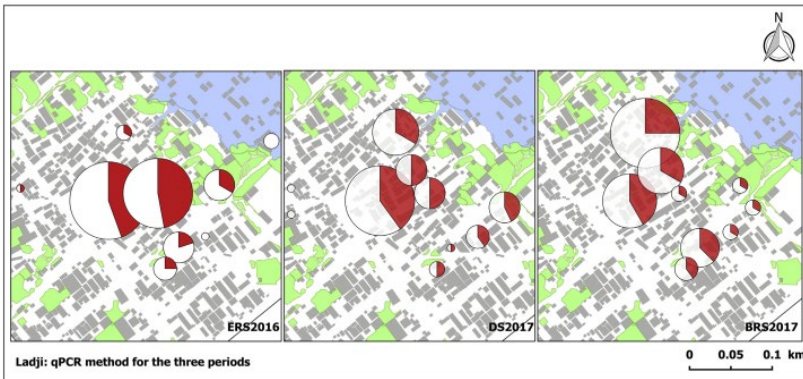 N
ERS2016
DS2017
BRS2017
Ladji: qPCR method for the three periods
0 0.05 0.1 km